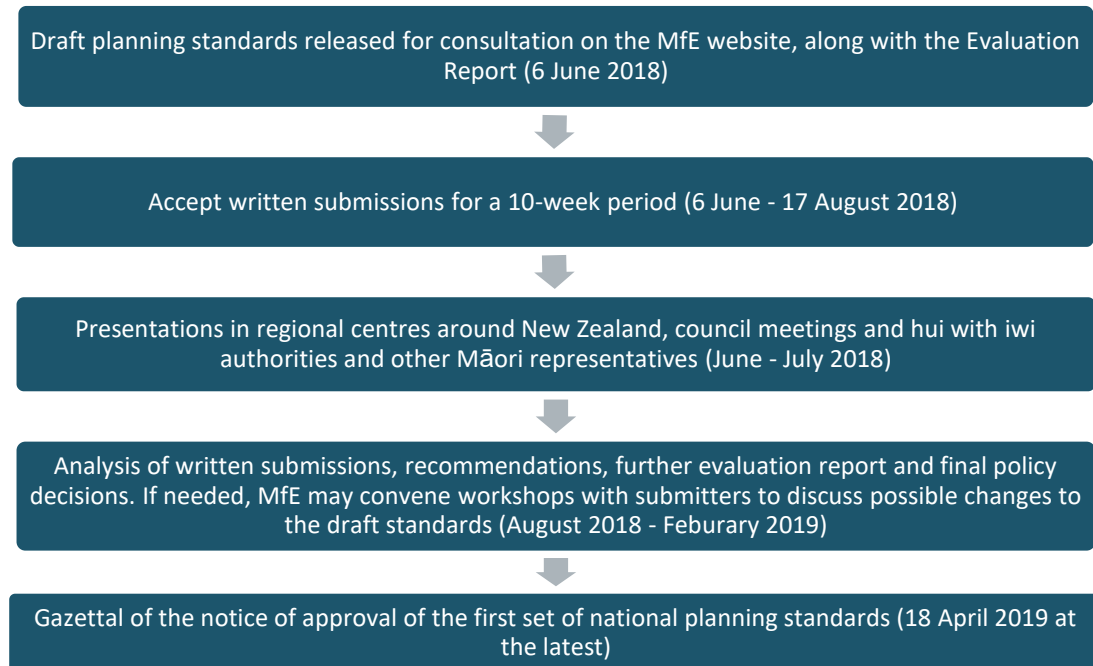 Draft planning standards released for consultation on the MfE website, along with the Evaluation
Report (6 June 2018)
Accept written submissions for a 10-week period (6 June - 17 August 2018)
Presentations in regional centres around New Zealand, council meetings and hui with iwi
authorities and other Māori representatives (June - July 2018)
Analysis of written submissions, recommendations, further evaluation report and final policy
decisions. If needed, MfE may convene workshops with submitters to discuss possible changes to
the draft standards (August 2018 - Feburary 2019)
Gazettal of the notice of approval of the first set of national planning standards (18 April 2019 at
the latest)